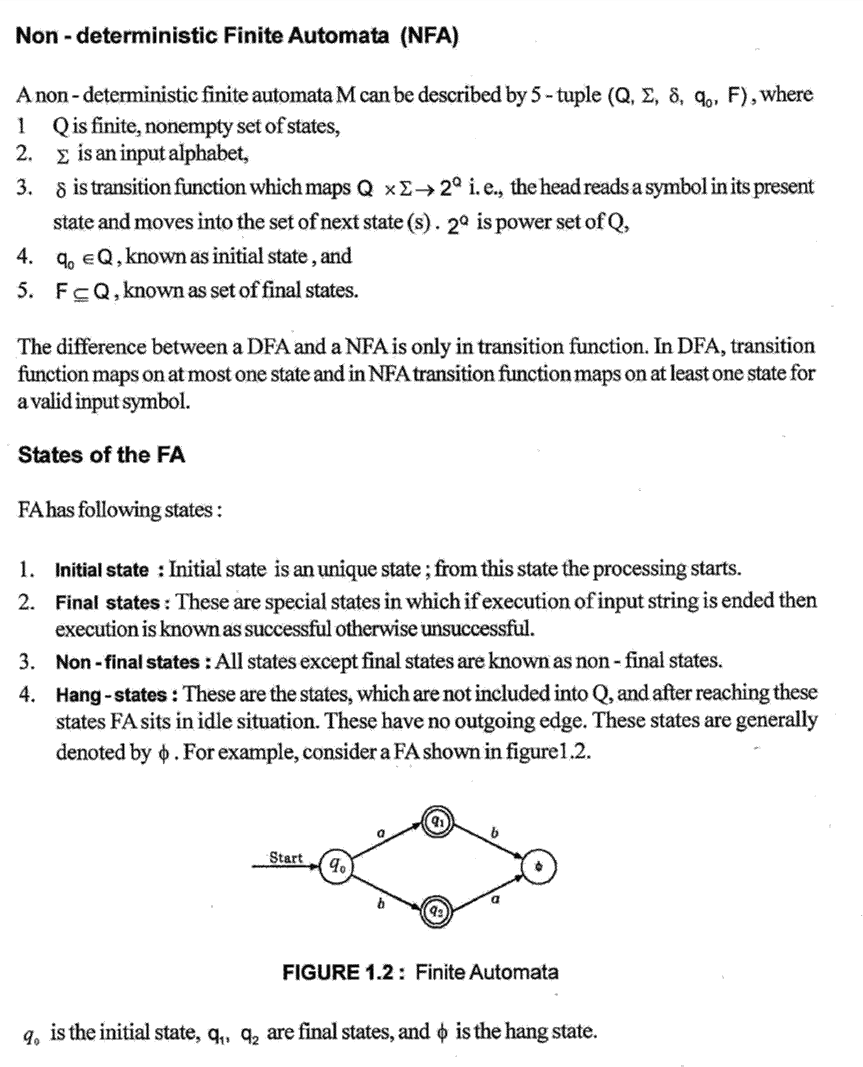 Non - deterministic Finite Automata (NFA)
A non - deterministic finite automata M can be described by 5 - tuple (Q, Σ, δ, q₀, F), where
1 Q is finite, nonempty set of states,
2. Σ is an input alphabet,
3. δ is transition function which maps Q × Σ → 2^Q i. e., the head reads a symbol in its present
state and moves into the set of next state (s) . 2^Q is power set of Q,
4. q₀ ∈ Q , known as initial state , and
5. F ⊆ Q , known as set of final states.
The difference between a DFA and a NFA is only in transition function. In DFA, transition
function maps on at most one state and in NFA transition function maps on at least one state for
a valid input symbol.
States of the FA
FA has following states :
1. Initial state : Initial state is an unique state ; from this state the processing starts.
2. Final states : These are special states in which if execution of input string is ended then
execution is known as successful otherwise unsuccessful.
3. Non - final states : All states except final states are known as non - final states.
4. Hang - states : These are the states, which are not included into Q, and after reaching these
states FA sits in idle situation. These have no outgoing edge. These states are generally
denoted by ϕ . For example, consider a FA shown in figure1.2.
a q₁ b
Start q₀ ϕ
b q₂ a
FIGURE 1.2 : Finite Automata
q₀ is the initial state, q₁, q₂ are final states, and ϕ is the hang state.